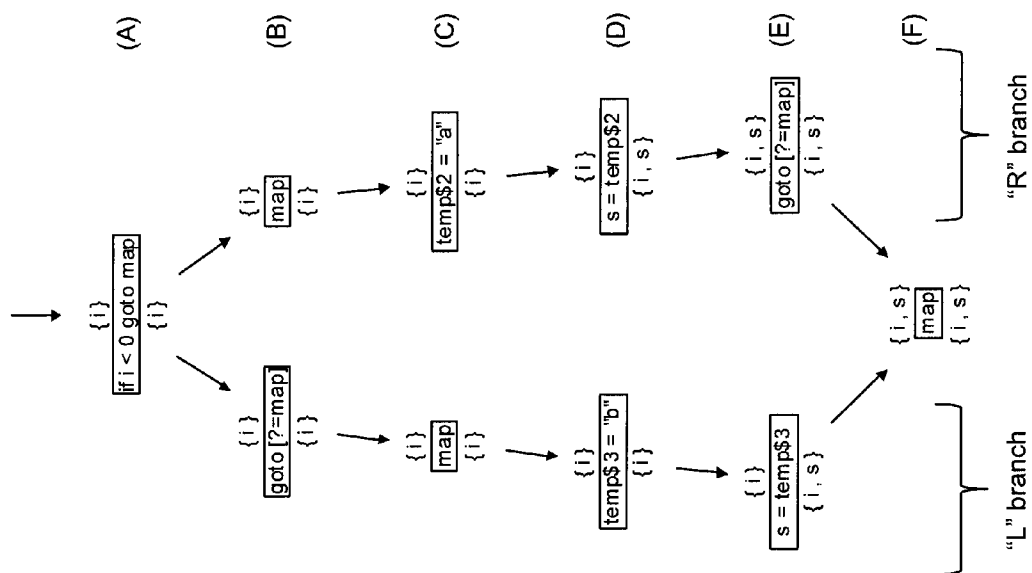 (A)
{ i }
if i < 0 goto map
{ i }
(B)
{ i }
goto [?=map]
{ i }
{ i }
map
{ i }
(C)
{ i }
map
{ i }
{ i }
temp$2 = "a"
{ i }
(D)
{ i }
temp$3 = "b"
{ i }
{ i }
s = temp$2
{ i , s }
(E)
{ i }
s = temp$3
{ i , s }
{ i , s }
goto [?=map]
{ i , s }
(F)
{ i , s }
map
{ i , s }
“L” branch
“R” branch